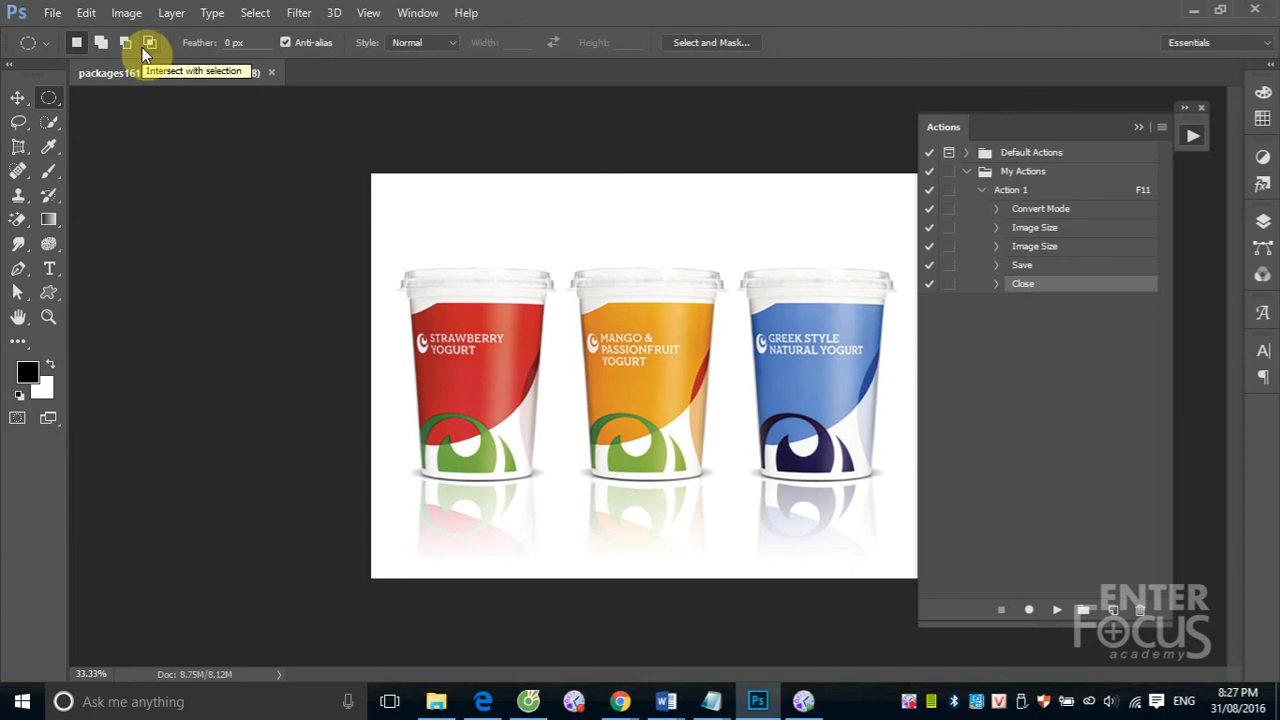 Ps File Edit Image Layer Type Select Filter 3D View Window Help
Feather: 0 px Anti-alias Style: Normal Width: Height: Select and Mask... Essentials
Intersect with selection
packages161 8)
Actions
Default Actions
My Actions
Action 1 F11
Convert Mode
Image Size
Image Size
Save
Close
STRAWBERRY
YOGURT
MANGO &
PASSIONFRUIT
YOGURT
GREEK STYLE
NATURAL YOGURT
ENTER
FOCUS
academy
33.33% Doc: 8.75M/8.12M
Ask me anything
ENG
8:27 PM
31/08/2016